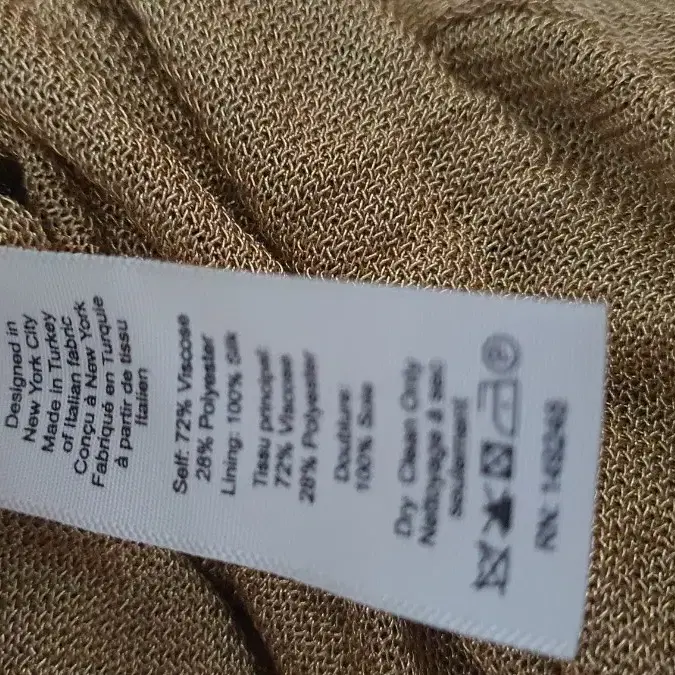 Designed in
New York City
Made in Turkey
of Italian fabric
Conçu à New York
Fabriqué en Turquie
à partir de tissu
Italien
Self: 72% Viscose
28% Polyester
Lining: 100% Silk
Tissu principal:
72% Viscose
28% Polyester
Doublure:
100% Soie
Dry Clean Only
Nettoyage à sec
seulement
P
RN: 149248